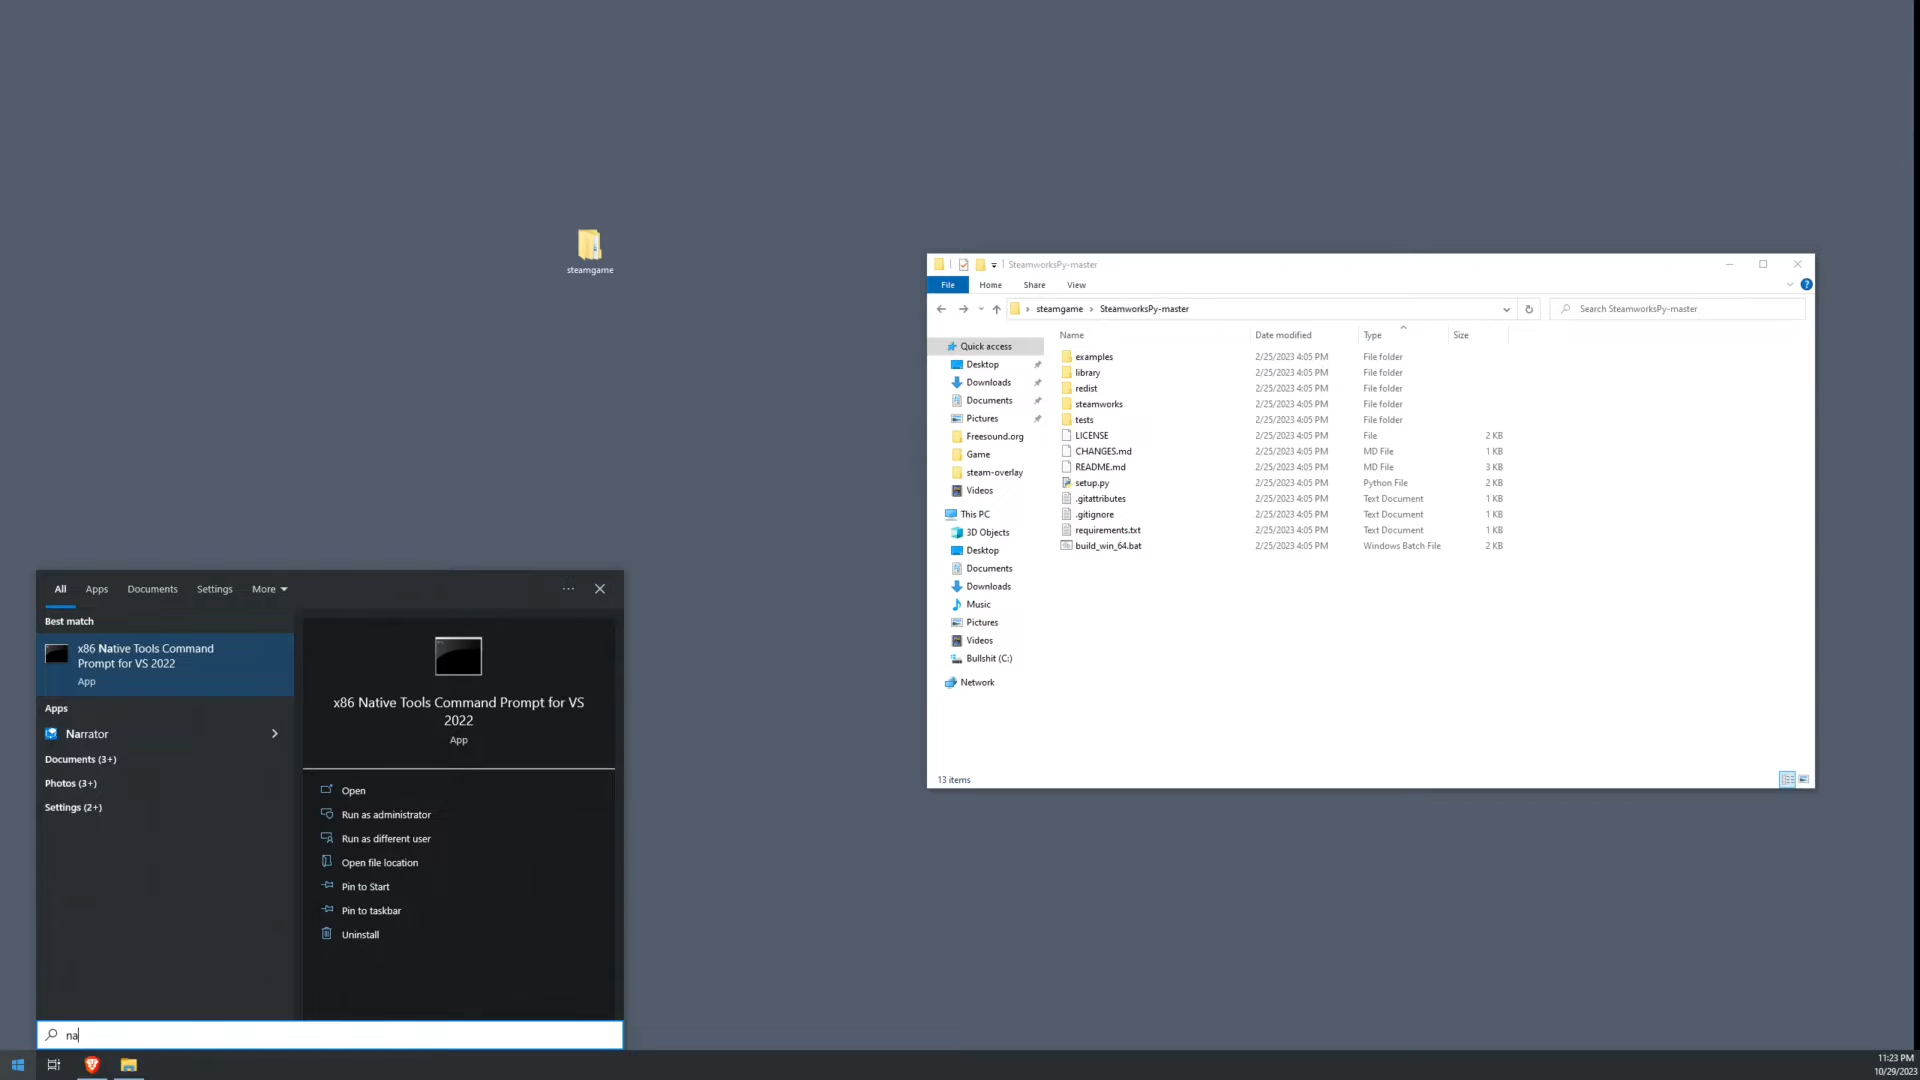 steamgame
SteamworksPy-master
File Home Share View
steamgame SteamworksPy-master
Search SteamworksPy-master
Name Date modified Type Size
Quick access
Desktop
Downloads
Documents
Pictures
Freesound.org
Game
steam-overlay
Videos
This PC
3D Objects
Desktop
Documents
Downloads
Music
Pictures
Videos
Bullshit (C:)
Network
examples 2/25/2023 4:05 PM File folder
library 2/25/2023 4:05 PM File folder
redist 2/25/2023 4:05 PM File folder
steamworks 2/25/2023 4:05 PM File folder
tests 2/25/2023 4:05 PM File folder
LICENSE 2/25/2023 4:05 PM File 2 KB
CHANGES.md 2/25/2023 4:05 PM MD File 1 KB
README.md 2/25/2023 4:05 PM MD File 3 KB
setup.py 2/25/2023 4:05 PM Python File 2 KB
.gitattributes 2/25/2023 4:05 PM Text Document 1 KB
.gitignore 2/25/2023 4:05 PM Text Document 1 KB
requirements.txt 2/25/2023 4:05 PM Text Document 1 KB
build_win_64.bat 2/25/2023 4:05 PM Windows Batch File 2 KB
13 items
All Apps Documents Settings More
Best match
x86 Native Tools Command
Prompt for VS 2022
App
Apps
Narrator
Documents (3+)
Photos (3+)
Settings (2+)
x86 Native Tools Command Prompt for VS
2022
App
Open
Run as administrator
Run as different user
Open file location
Pin to Start
Pin to taskbar
Uninstall
na
11:23 PM
10/29/2023